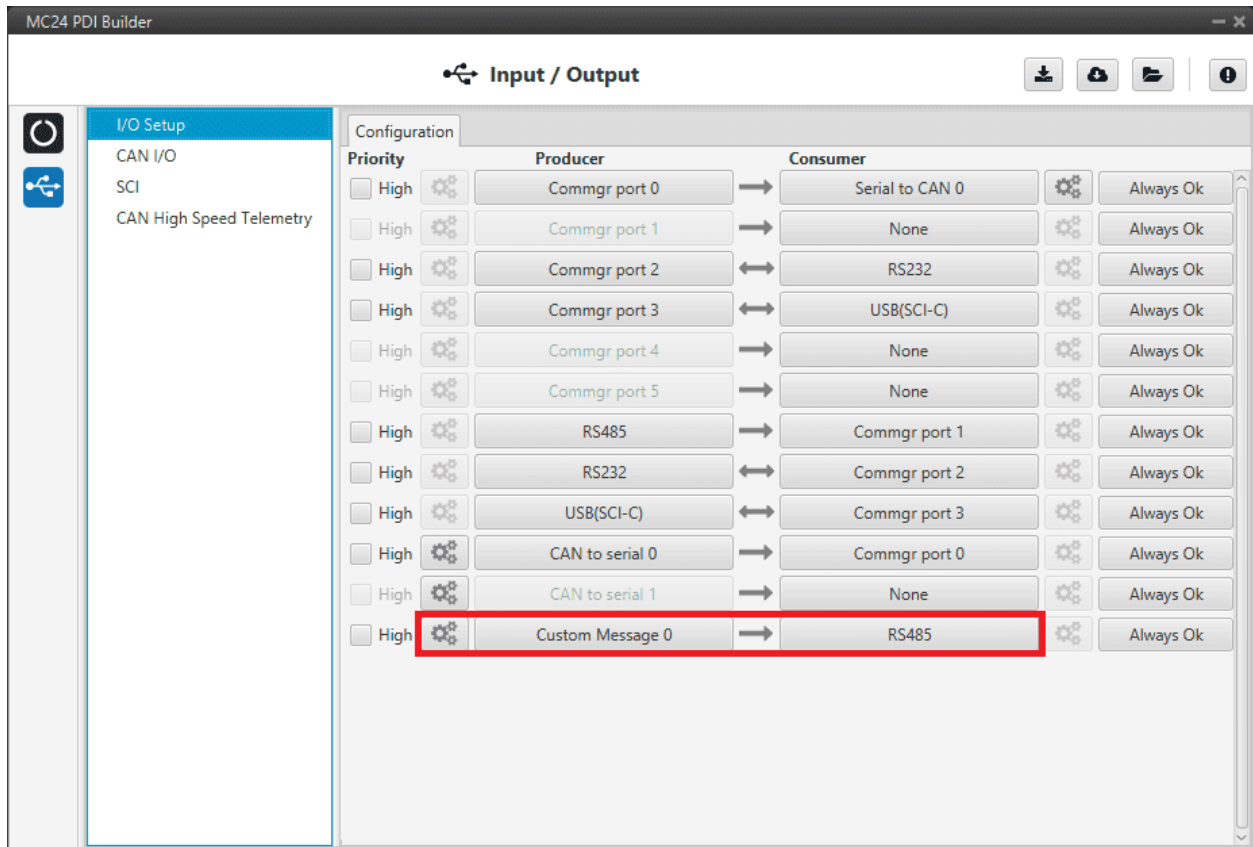 MC24 PDI Builder
Input / Output
I/O Setup
CAN I/O
SCI
CAN High Speed Telemetry
Configuration
Priority Producer Consumer
High Commgr port 0 Serial to CAN 0 Always Ok
High Commgr port 1 None Always Ok
High Commgr port 2 RS232 Always Ok
High Commgr port 3 USB(SCI-C) Always Ok
High Commgr port 4 None Always Ok
High Commgr port 5 None Always Ok
High RS485 Commgr port 1 Always Ok
High RS232 Commgr port 2 Always Ok
High USB(SCI-C) Commgr port 3 Always Ok
High CAN to serial 0 Commgr port 0 Always Ok
High CAN to serial 1 None Always Ok
High Custom Message 0 RS485 Always Ok